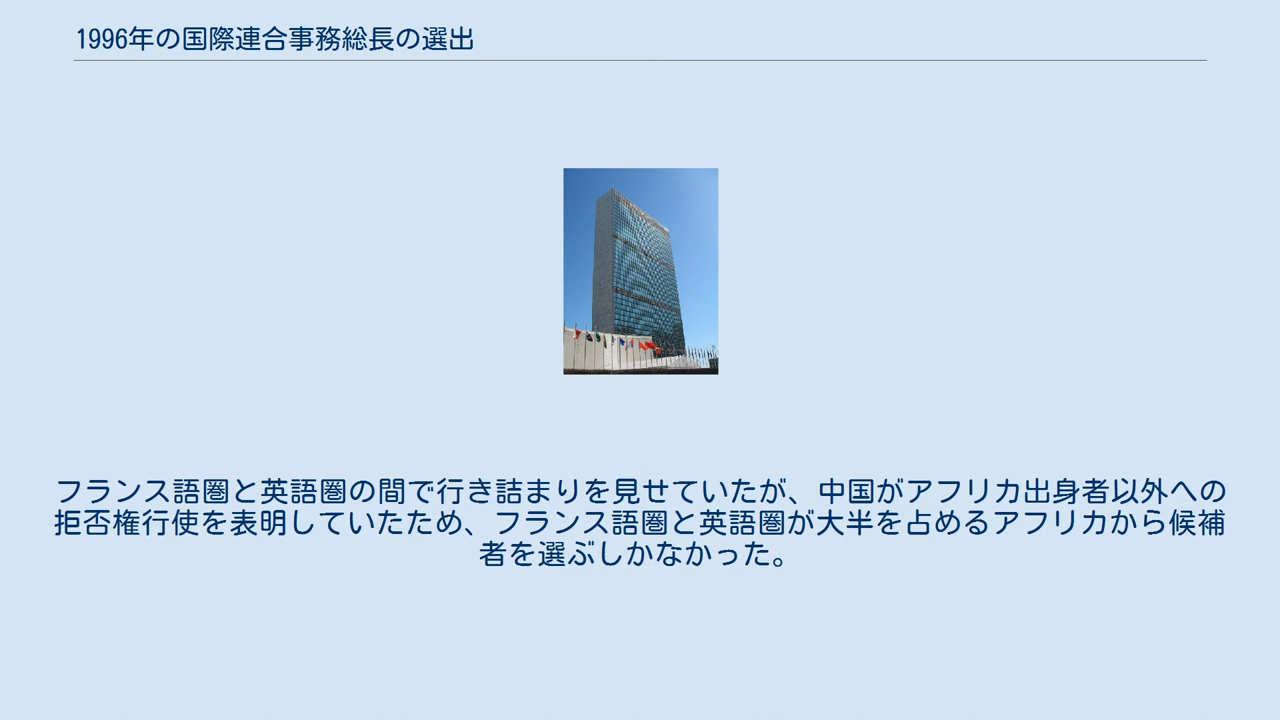 1996年の国際連合事務総長の選出
フランス語圏と英語圏の間で行き詰まりを見せていたが、中国がアフリカ出身者以外への
拒否権行使を表明していたため、フランス語圏と英語圏が大半を占めるアフリカから候補
者を選ぶしかなかった。